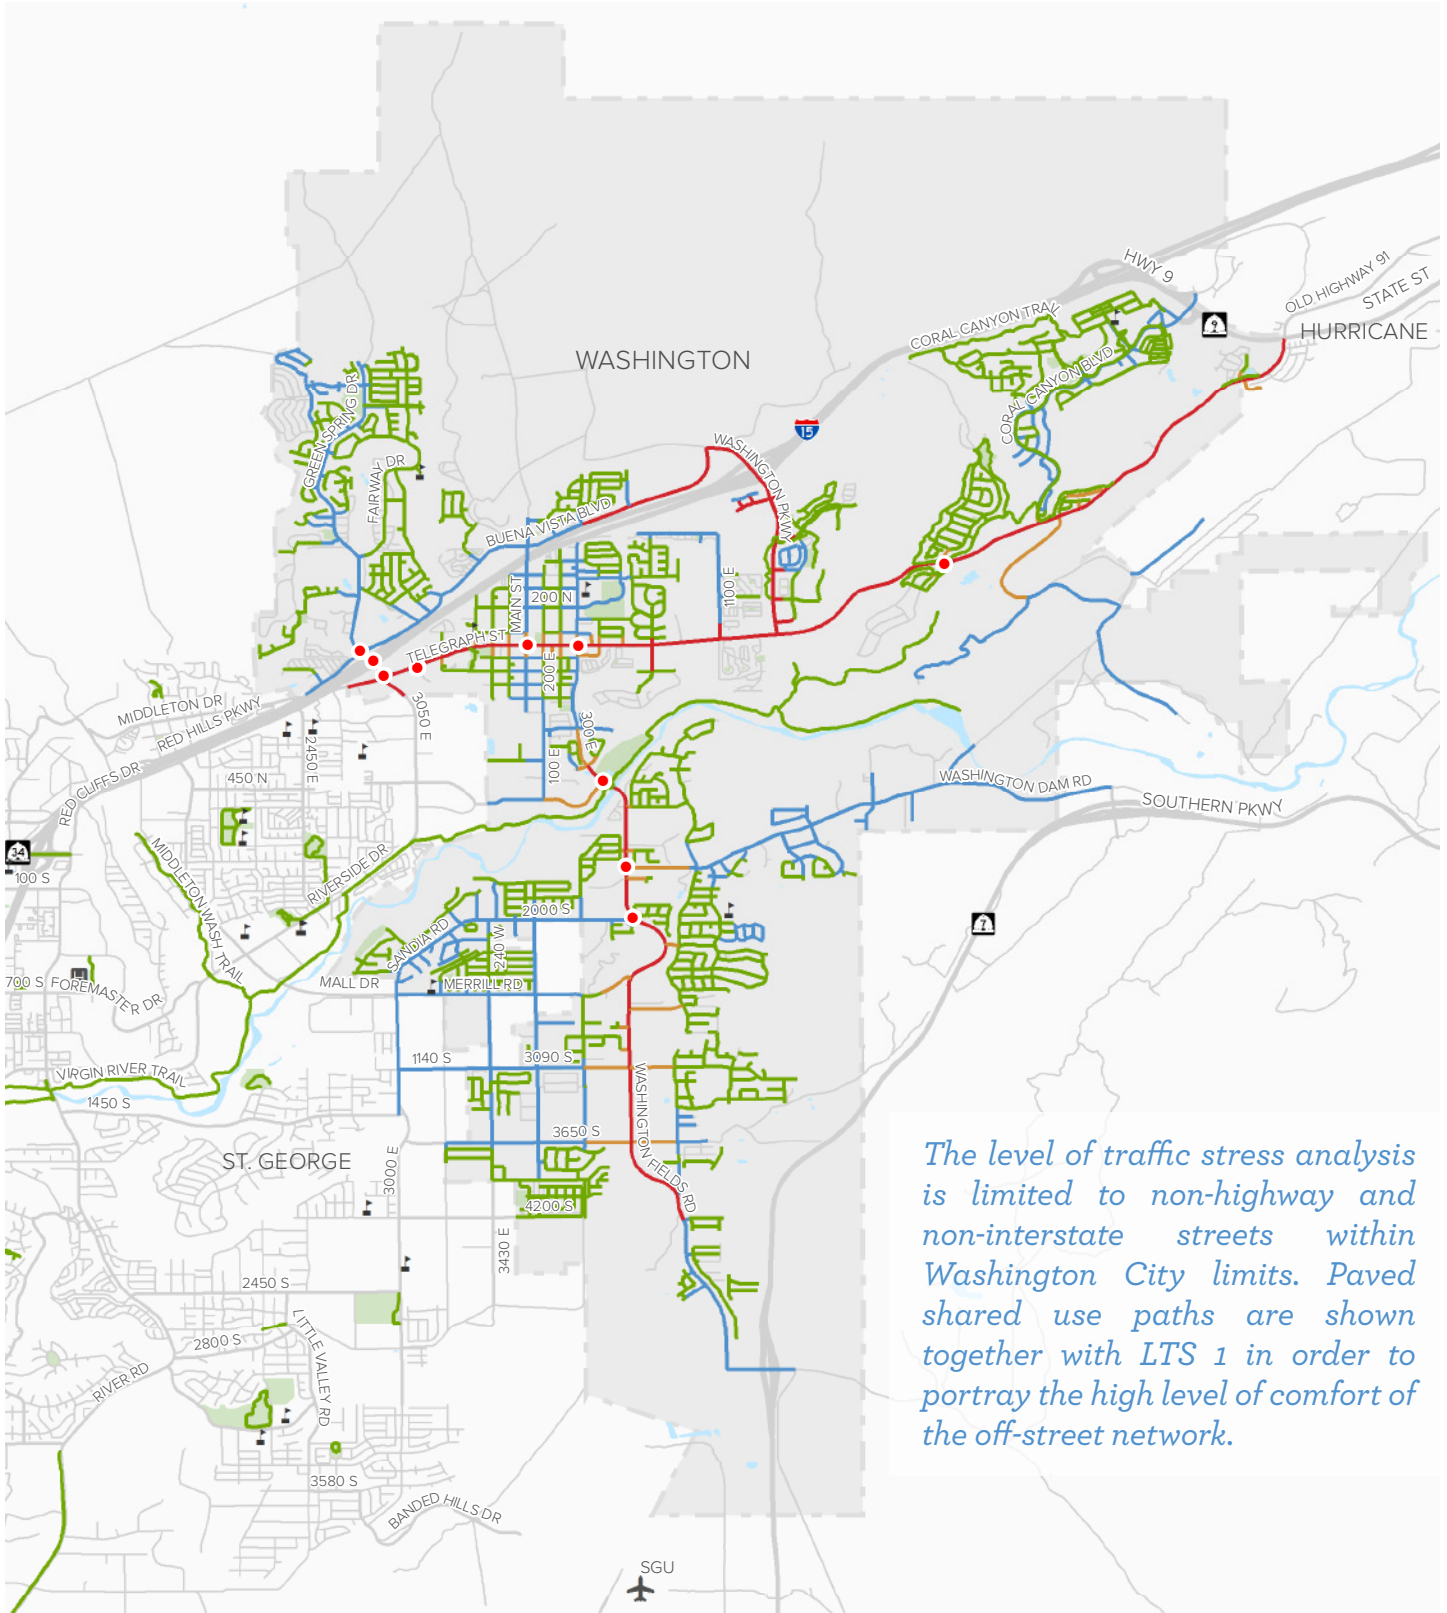 HWY 9
OLD HIGHWAY 91
STATE ST
9
HURRICANE
CORAL CANYON TRAIL
WASHINGTON
CORAL CANYON BLVD
GREEN SPRING DR
15
WASHINGTON PKWY
FAIRWAY DR
BUENA VISTA BLVD
MAIN ST
200 N
1100 E
TELEGRAPH ST
200 E
MIDDLETON DR
RED HILLS PKWY
3050 E
300 E
2450 E
RED CLIFFS DR
450 N
100 E
WASHINGTON DAM RD
SOUTHERN PKWY
34
100 S
MIDDLETON WASH TRAIL
RIVERSIDE DR
2000 S
7
SANDIA RD
240 W
700 S
FOREMASTER DR
MALL DR
MERRILL RD
1140 S
3090 S
VIRGIN RIVER TRAIL
1450 S
WASHINGTON FIELDS RD
3650 S
ST. GEORGE
3000 E
4200 S
3430 E
2450 S
2800 S
LITTLE VALLEY RD
RIVER RD
3580 S
BANDED HILLS DR
SGU
The level of traffic stress analysis
is limited to non-highway and
non-interstate streets within
Washington City limits. Paved
shared use paths are shown
together with LTS 1 in order to
portray the high level of comfort of
the off-street network.